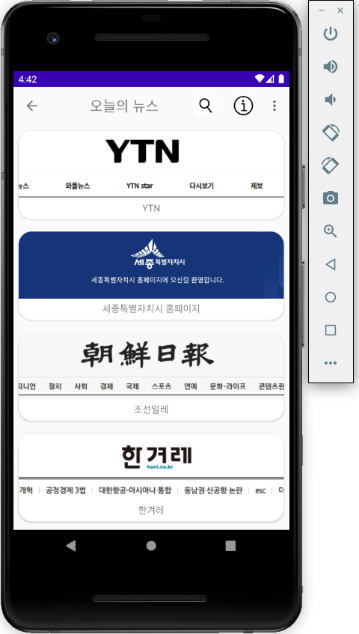 4:42
오늘의 뉴스
YTN
뉴스 와플뉴스 YTN star 다시보기 제보
YTN
세종특별자치시
세종특별자치시 홈페이지에 오신걸 환영합니다.
세종특별자치시 홈페이지
朝鮮日報
피니언 정치 사회 경제 국제 스포츠 연예 문화·라이프 콘텐츠판
조선일레
한겨레
hani.co.kr
개혁 공정경제 3법 대한항공-아시아나 통합 동남권 신공항 논란 esc
한겨레